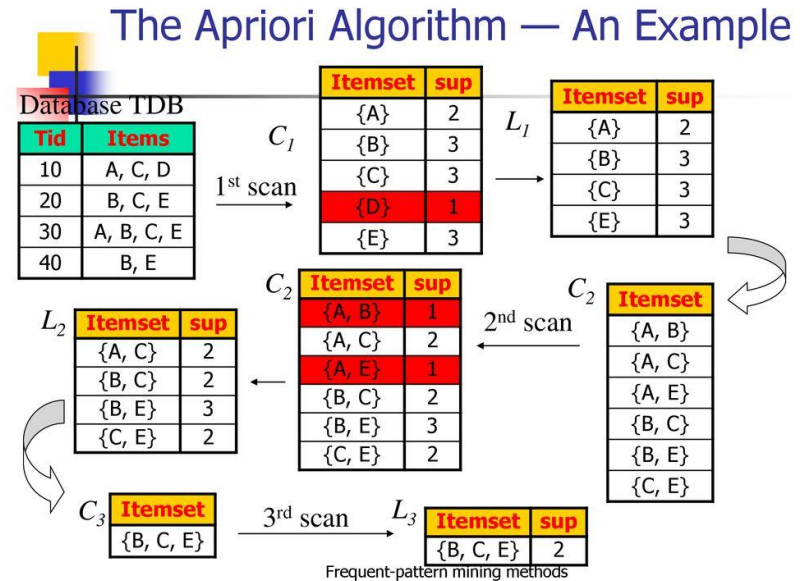 The Apriori Algorithm — An Example
Database TDB
Tid Items
10 A, C, D
20 B, C, E
30 A, B, C, E
40 B, E
1st scan
C1
Itemset sup
{A} 2
{B} 3
{C} 3
{D} 1
{E} 3
L1
Itemset sup
{A} 2
{B} 3
{C} 3
{E} 3
C2
Itemset
{A, B}
{A, C}
{A, E}
{B, C}
{B, E}
{C, E}
2nd scan
C2
Itemset sup
{A, B} 1
{A, C} 2
{A, E} 1
{B, C} 2
{B, E} 3
{C, E} 2
L2
Itemset sup
{A, C} 2
{B, C} 2
{B, E} 3
{C, E} 2
C3
Itemset
{B, C, E}
3rd scan
L3
Itemset sup
{B, C, E} 2
Frequent-pattern mining methods